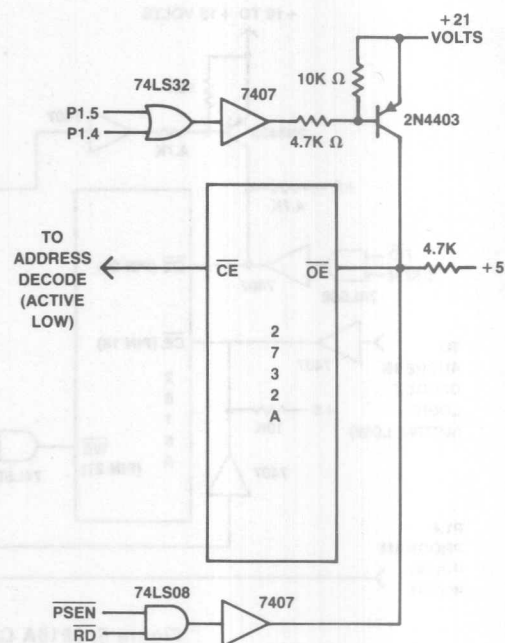 +21
VOLTS
74LS32
7407
10K Ω
P1.5
P1.4
2N4403
4.7K Ω
TO
ADDRESS
DECODE
(ACTIVE
LOW)
CE
OE
4.7K
+5
2
7
3
2
A
74LS08
7407
PSEN
RD